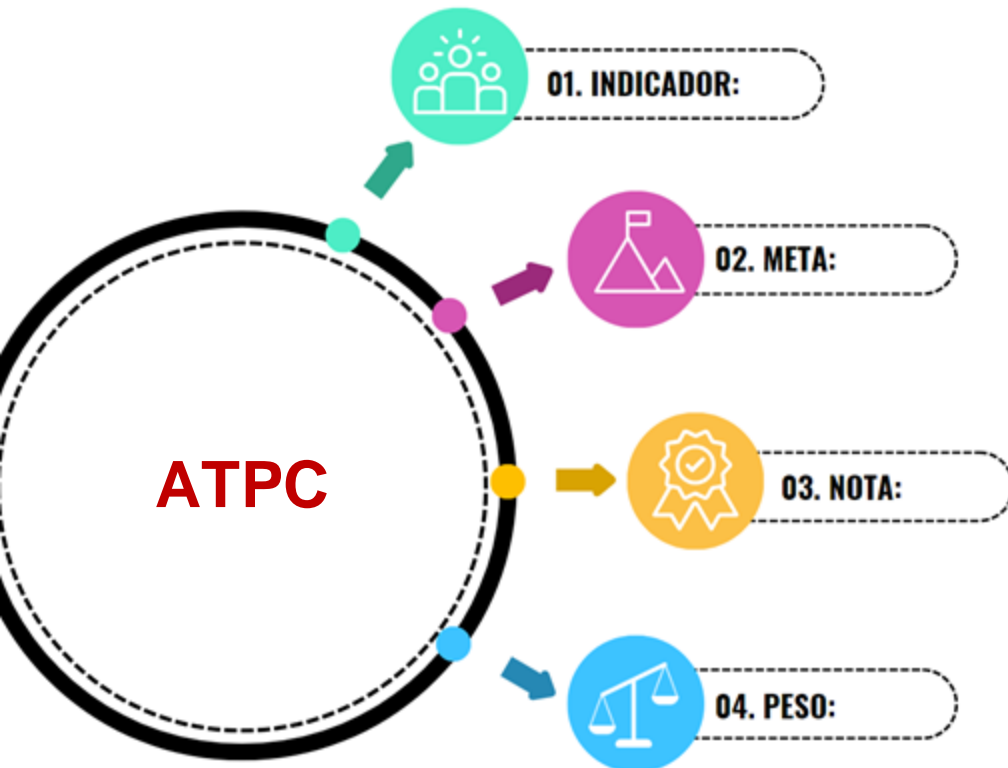 01. INDICADOR:
02. META:
ATPC
03. NOTA:
04. PESO: